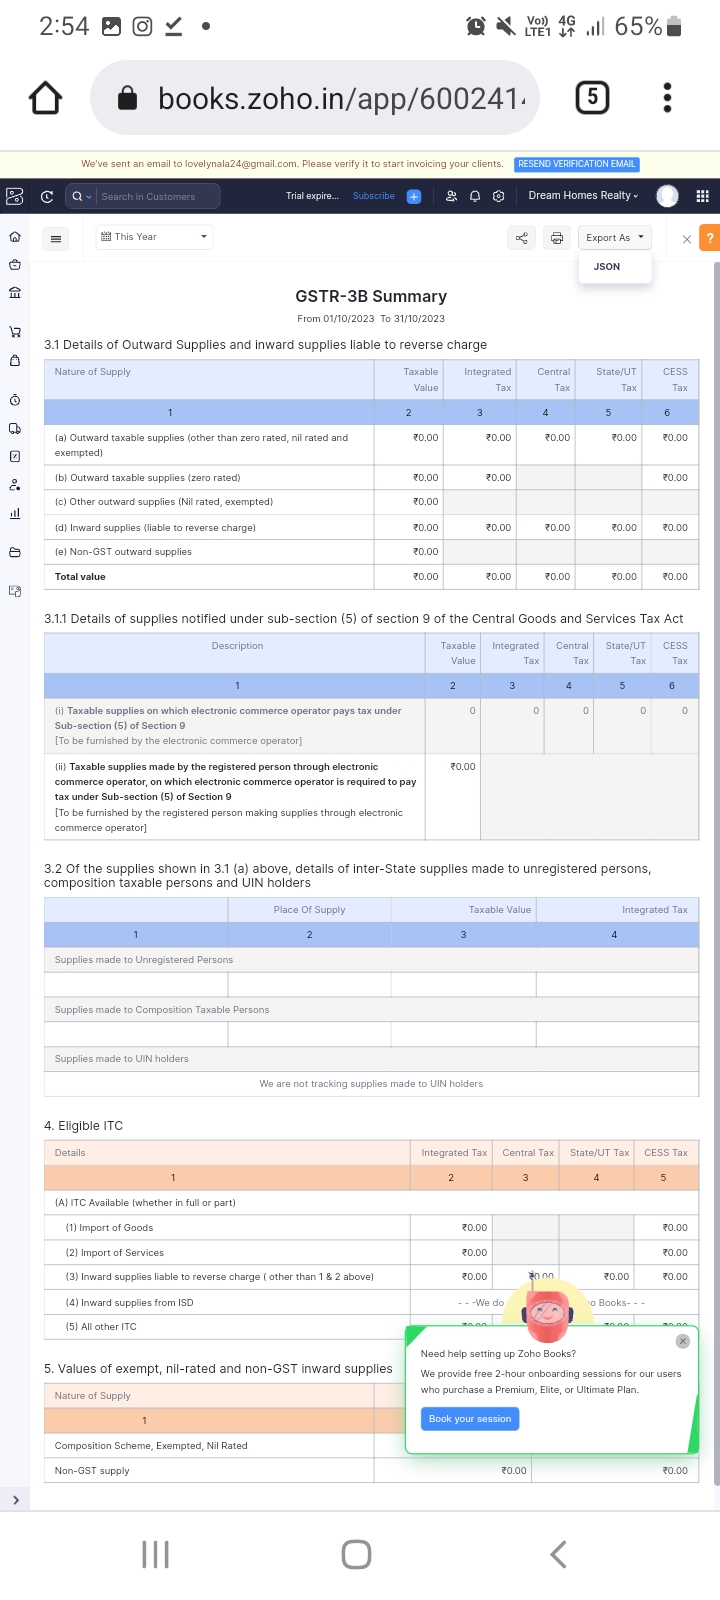 2:54
Vo))
LTE1
4G
65%
books.zoho.in/app/600241
5
We've sent an email to lovelynala24@gmail.com. Please verify it to start invoicing your clients. RESEND VERIFICATION EMAIL
Search in Customers
Trial expire... Subscribe
Dream Homes Realty
This Year
Export As
?
JSON
GSTR-3B Summary
From 01/10/2023 To 31/10/2023
3.1 Details of Outward Supplies and inward supplies liable to reverse charge
Nature of Supply Taxable Value Integrated Tax Central Tax State/UT Tax CESS Tax
1 2 3 4 5 6
(a) Outward taxable supplies (other than zero rated, nil rated and exempted) ₹0.00 ₹0.00 ₹0.00 ₹0.00 ₹0.00
(b) Outward taxable supplies (zero rated) ₹0.00 ₹0.00 ₹0.00
(c) Other outward supplies (Nil rated, exempted) ₹0.00
(d) Inward supplies (liable to reverse charge) ₹0.00 ₹0.00 ₹0.00 ₹0.00 ₹0.00
(e) Non-GST outward supplies ₹0.00
Total value ₹0.00 ₹0.00 ₹0.00 ₹0.00 ₹0.00
3.1.1 Details of supplies notified under sub-section (5) of section 9 of the Central Goods and Services Tax Act
Description Taxable Value Integrated Tax Central Tax State/UT Tax CESS Tax
1 2 3 4 5 6
(i) Taxable supplies on which electronic commerce operator pays tax under 0 0 0 0 0
Sub-section (5) of Section 9
[To be furnished by the electronic commerce operator]
(ii) Taxable supplies made by the registered person through electronic ₹0.00
commerce operator, on which electronic commerce operator is required to pay
tax under Sub-section (5) of Section 9
[To be furnished by the registered person making supplies through electronic
commerce operator]
3.2 Of the supplies shown in 3.1 (a) above, details of inter-State supplies made to unregistered persons,
composition taxable persons and UIN holders
Place Of Supply Taxable Value Integrated Tax
1 2 3 4
Supplies made to Unregistered Persons
Supplies made to Composition Taxable Persons
Supplies made to UIN holders
We are not tracking supplies made to UIN holders
4. Eligible ITC
Details Integrated Tax Central Tax State/UT Tax CESS Tax
1 2 3 4 5
(A) ITC Available (whether in full or part)
(1) Import of Goods ₹0.00 ₹0.00
(2) Import of Services ₹0.00 ₹0.00
(3) Inward supplies liable to reverse charge ( other than 1 & 2 above) ₹0.00 ₹0.00 ₹0.00 ₹0.00
(4) Inward supplies from ISD - - -We do Books- - -
(5) All other ITC
Need help setting up Zoho Books?
We provide free 2-hour onboarding sessions for our users
who purchase a Premium, Elite, or Ultimate Plan.
Book your session
5. Values of exempt, nil-rated and non-GST inward supplies
Nature of Supply
1
Composition Scheme, Exempted, Nil Rated
Non-GST supply ₹0.00 ₹0.00